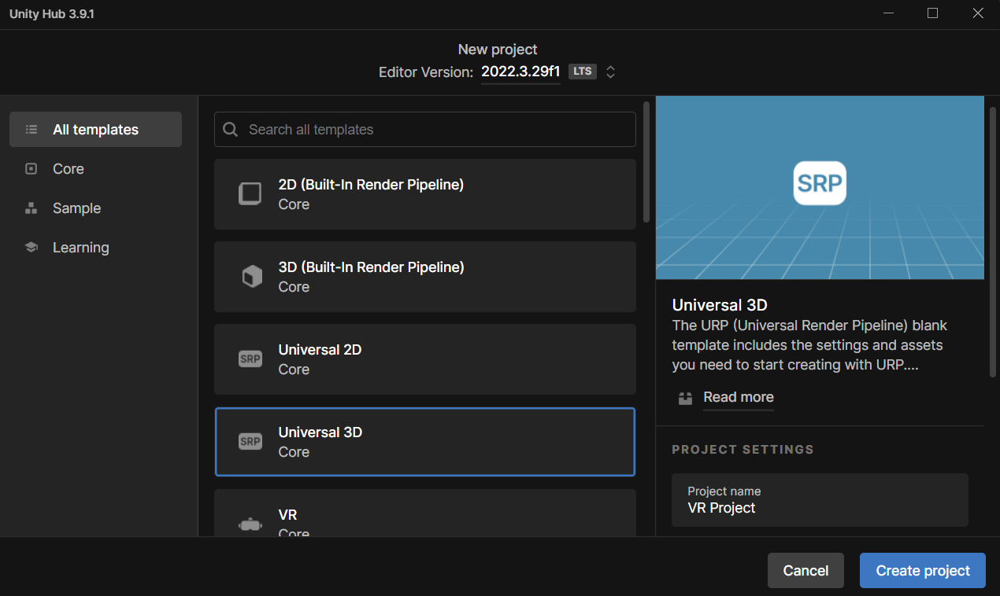 Unity Hub 3.9.1
New project
Editor Version: 2022.3.29f1 LTS
All templates
Core
Sample
Learning
Search all templates
2D (Built-In Render Pipeline)
Core
3D (Built-In Render Pipeline)
Core
SRP
Universal 2D
Core
SRP
Universal 3D
Core
VR
Core
SRP
Universal 3D
The URP (Universal Render Pipeline) blank
template includes the settings and assets
you need to start creating with URP....
Read more
PROJECT SETTINGS
Project name
VR Project
Cancel
Create project